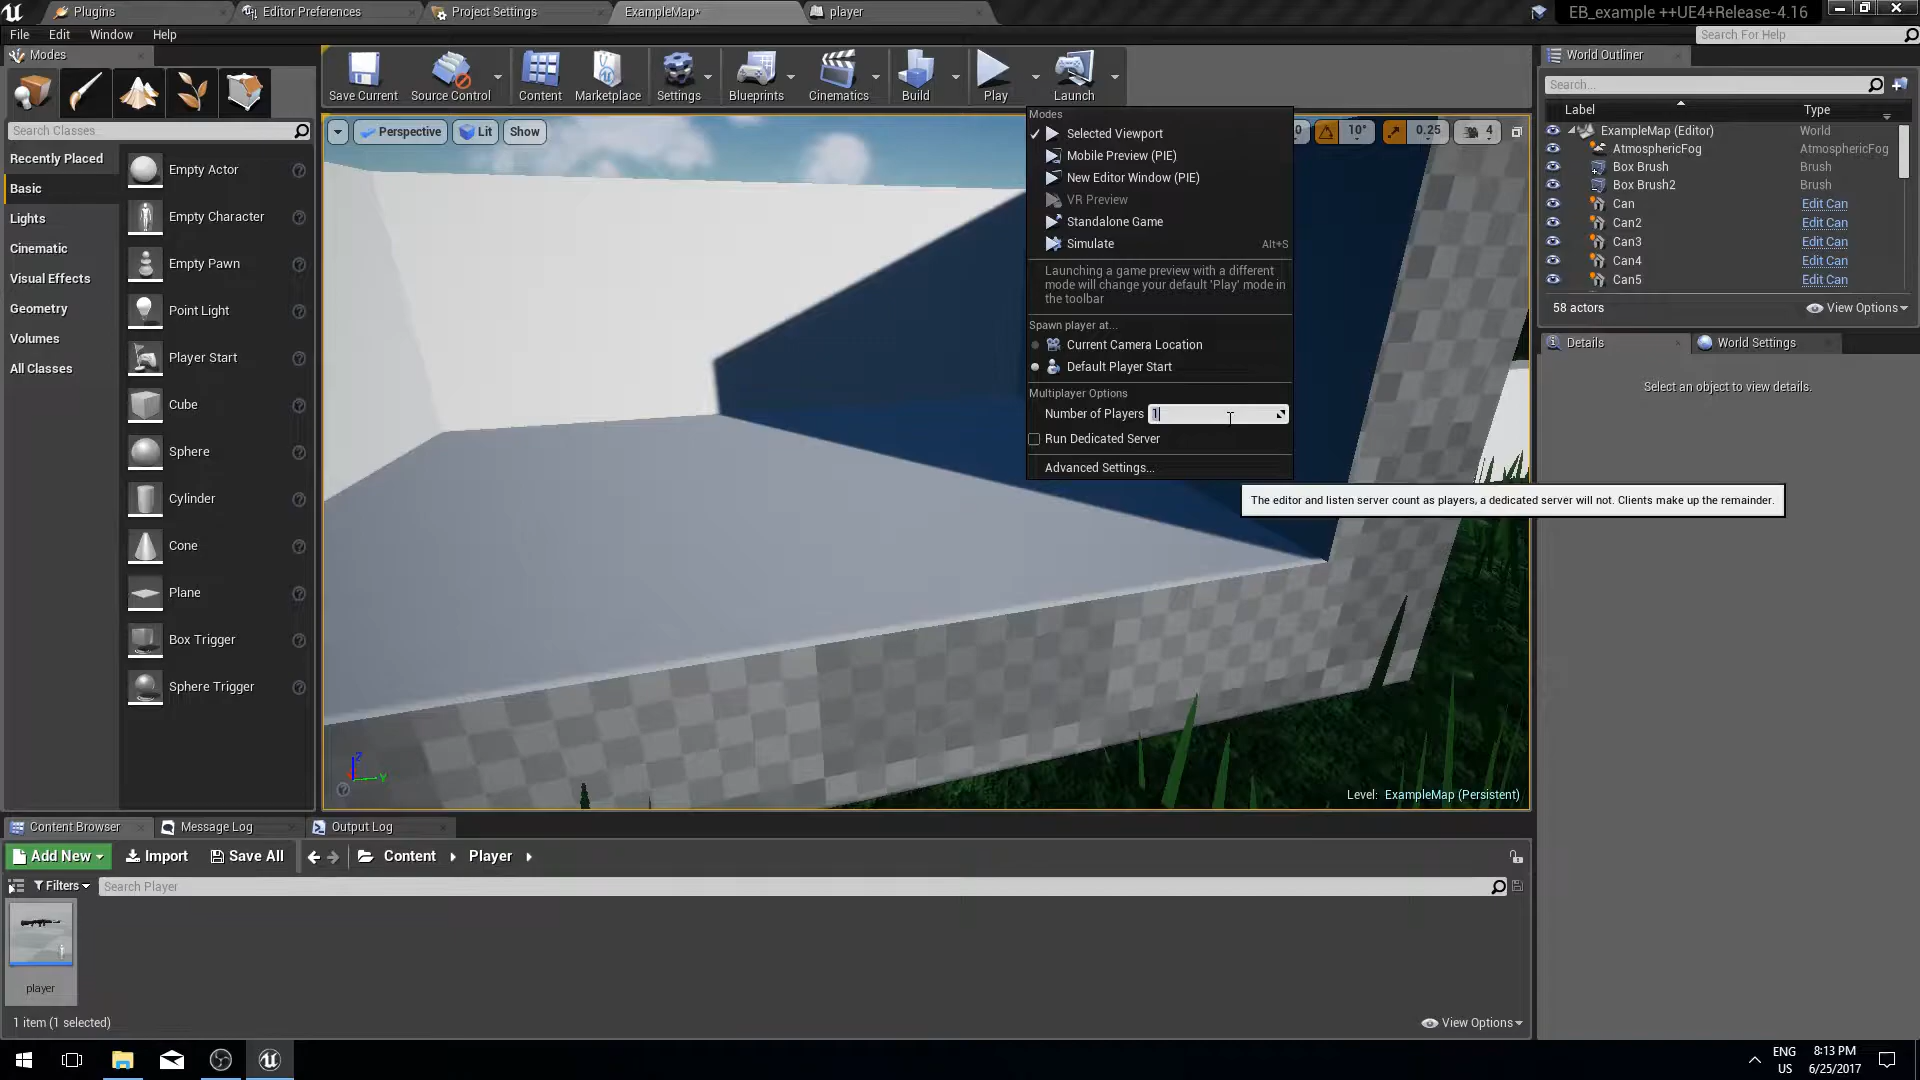 Plugins
Editor Preferences
Project Settings
ExampleMap*
player
EB_example ++UE4+Release-4.16
File
Edit
Window
Help
Search For Help
Modes
Save Current
Source Control
Content
Marketplace
Settings
Blueprints
Cinematics
Build
Play
Launch
Search Classes
Recently Placed
Basic
Lights
Cinematic
Visual Effects
Geometry
Volumes
All Classes
Empty Actor
Empty Character
Empty Pawn
Point Light
Player Start
Cube
Sphere
Cylinder
Cone
Plane
Box Trigger
Sphere Trigger
Perspective
Lit
Show
0
10°
0.25
4
Modes
Selected Viewport
Mobile Preview (PIE)
New Editor Window (PIE)
VR Preview
Standalone Game
Simulate Alt+S
Launching a game preview with a different
mode will change your default 'Play' mode in
the toolbar
Spawn player at...
Current Camera Location
Default Player Start
Multiplayer Options
Number of Players 1
Run Dedicated Server
Advanced Settings...
The editor and listen server count as players, a dedicated server will not. Clients make up the remainder.
Z
Y
Level: ExampleMap (Persistent)
World Outliner
Search...
Label Type
ExampleMap (Editor) World
AtmosphericFog AtmosphericFog
Box Brush Brush
Box Brush2 Brush
Can Edit Can
Can2 Edit Can
Can3 Edit Can
Can4 Edit Can
Can5 Edit Can
58 actors
View Options
Details
World Settings
Select an object to view details.
Content Browser
Message Log
Output Log
Add New
Import
Save All
Content
Player
Filters
Search Player
player
1 item (1 selected)
View Options
ENG
US
8:13 PM
6/25/2017